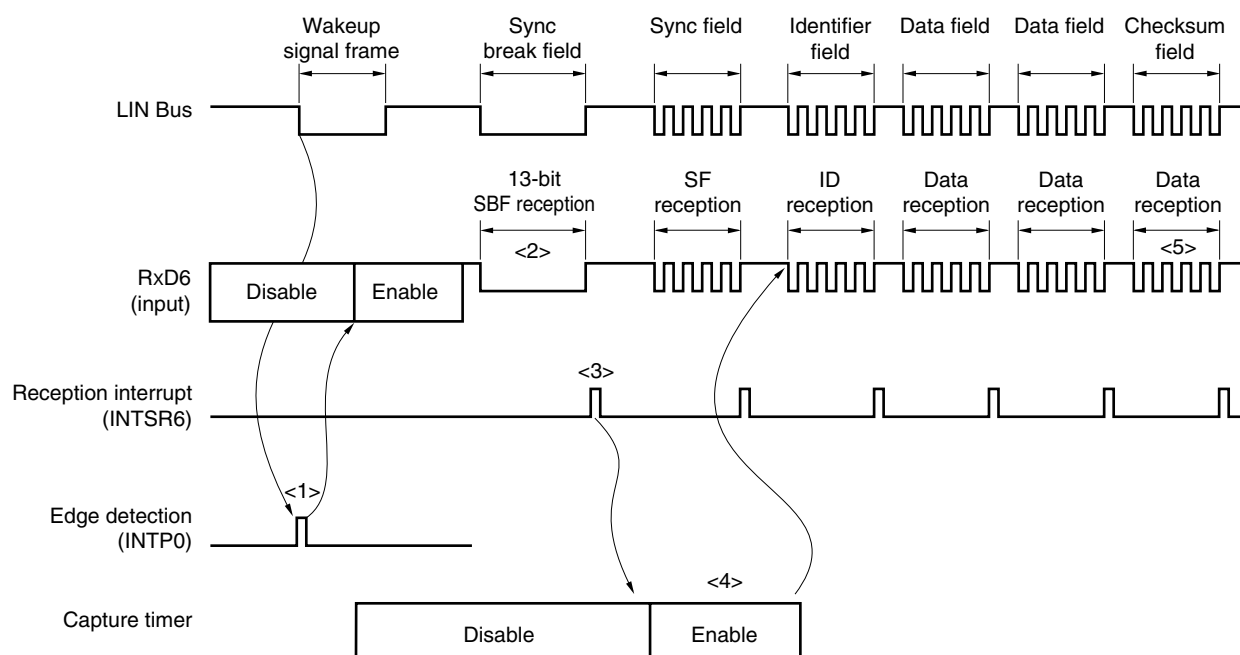 Wakeup
signal frame
Sync
break field
Sync field
Identifier
field
Data field
Data field
Checksum
field
LIN Bus
13-bit
SBF reception
SF
reception
ID
reception
Data
reception
Data
reception
Data
reception
<2>
<5>
RxD6
(input)
Disable
Enable
Reception interrupt
(INTSR6)
<3>
Edge detection
(INTP0)
<1>
Capture timer
Disable
<4>
Enable